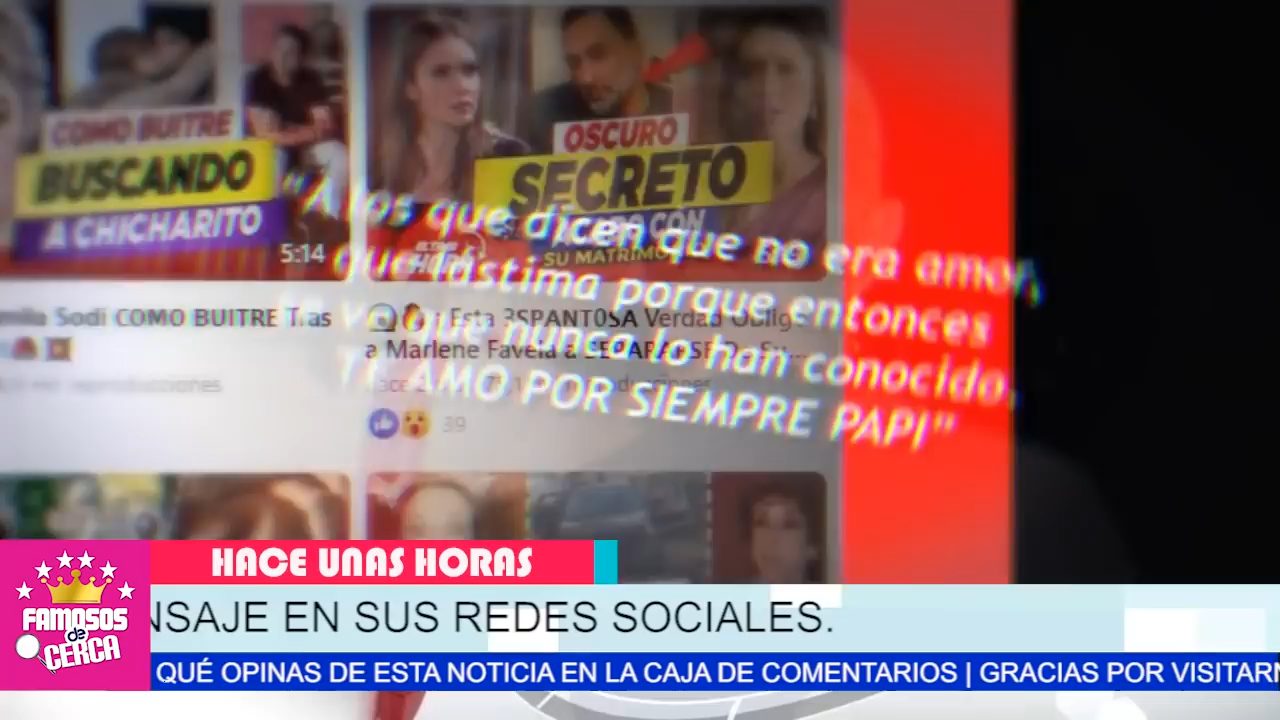 COMO BUITRE
BUSCANDO
A CHICHARITO
5:14
OSCURO
SECRETO
CON
SU MATRIMO
"A los que dicen que no era amor,
que lástima porque entonces
que nunca lo han conocido,
TE AMO POR SIEMPRE PAPI"
Sodi COMO BUITRE Tras
Esta 3SPANT0SA Verdad Oblig
a Marlene Favela a
39
HACE UNAS HORAS
NSAJE EN SUS REDES SOCIALES.
QUÉ OPINAS DE ESTA NOTICIA EN LA CAJA DE COMENTARIOS | GRACIAS POR VISITARN
FAMOSOS
de
CERCA